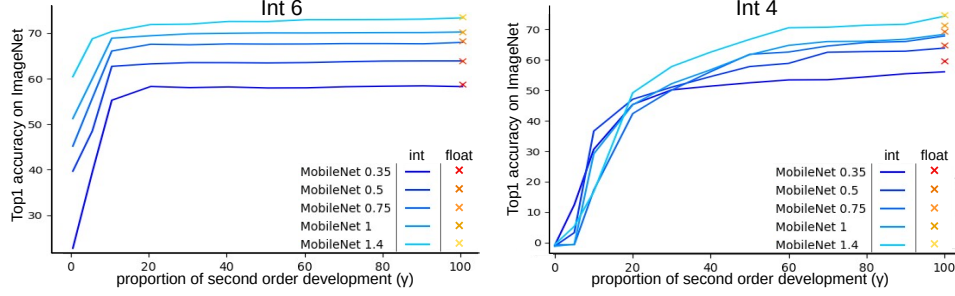 Int 6
Top1 accuracy on ImageNet
70
60
50
40
30
int float
MobileNet 0.35
MobileNet 0.5
MobileNet 0.75
MobileNet 1
MobileNet 1.4
0 20 40 60 80 100
proportion of second order development (γ)
Int 4
Top1 accuracy on ImageNet
70
60
50
40
30
20
10
0
int float
MobileNet 0.35
MobileNet 0.5
MobileNet 0.75
MobileNet 1
MobileNet 1.4
0 20 40 60 80 100
proportion of second order development (γ)